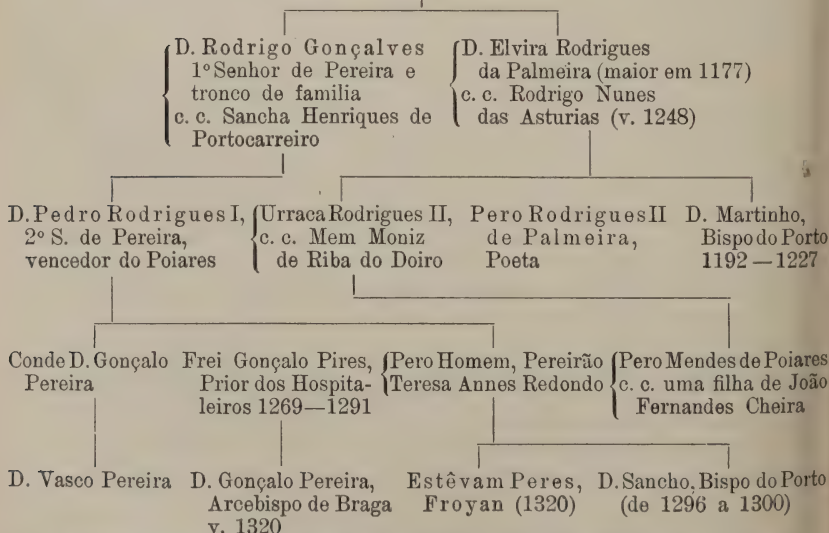 D. Rodrigo Gonçalves
1º Senhor de Pereira e
tronco de familia
c. c. Sancha Henriques de
Portocarreiro
D. Elvira Rodrigues
da Palmeira (maior em 1177)
c. c. Rodrigo Nunes
das Asturias (v. 1248)
D. Pedro Rodrigues I,
2º S. de Pereira,
vencedor do Poiares
Urraca Rodrigues II,
c. c. Mem Moniz
de Riba do Doiro
Pero Rodrigues II
de Palmeira,
Poeta
D. Martinho,
Bispo do Porto
1192—1227
Conde D. Gonçalo
Pereira
Frei Gonçalo Pires,
Prior dos Hospita-
leiros 1269—1291
Pero Homem, Pereirão
Teresa Annes Redondo
Pero Mendes de Poiares
c. c. uma filha de João
Fernandes Cheira
D. Vasco Pereira
D. Gonçalo Pereira,
Arcebispo de Braga
v. 1320
Estêvam Peres,
Froyan (1320)
D. Sancho, Bispo do Porto
(de 1296 a 1300)